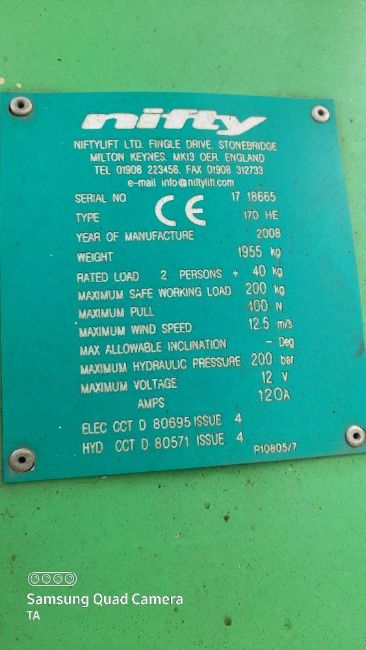 nifty
NIFTYLIFT LTD. FINGLE DRIVE, STONEBRIDGE
MILTON KEYNES. MK13 OER. ENGLAND
TEL 01908 223456. FAX 01908 312733
e-mail info@niftylift.com
SERIAL NO 17 18665
CE
TYPE 170 HE
YEAR OF MANUFACTURE 2008
WEIGHT 1955 kg
RATED LOAD 2 PERSONS + 40 kg
MAXIMUM SAFE WORKING LOAD 200 kg
MAXIMUM PULL 400 N
MAXIMUM WIND SPEED 12.5 m/s
MAX ALLOWABLE INCLINATION - Deg
MAXIMUM HYDRAULIC PRESSURE 200 bar
MAXIMUM VOLTAGE 12 V
AMPS 120A
ELEC CCT D 80695 ISSUE 4
HYD CCT D 80571 ISSUE 4
P10805/7
Samsung Quad Camera
TA